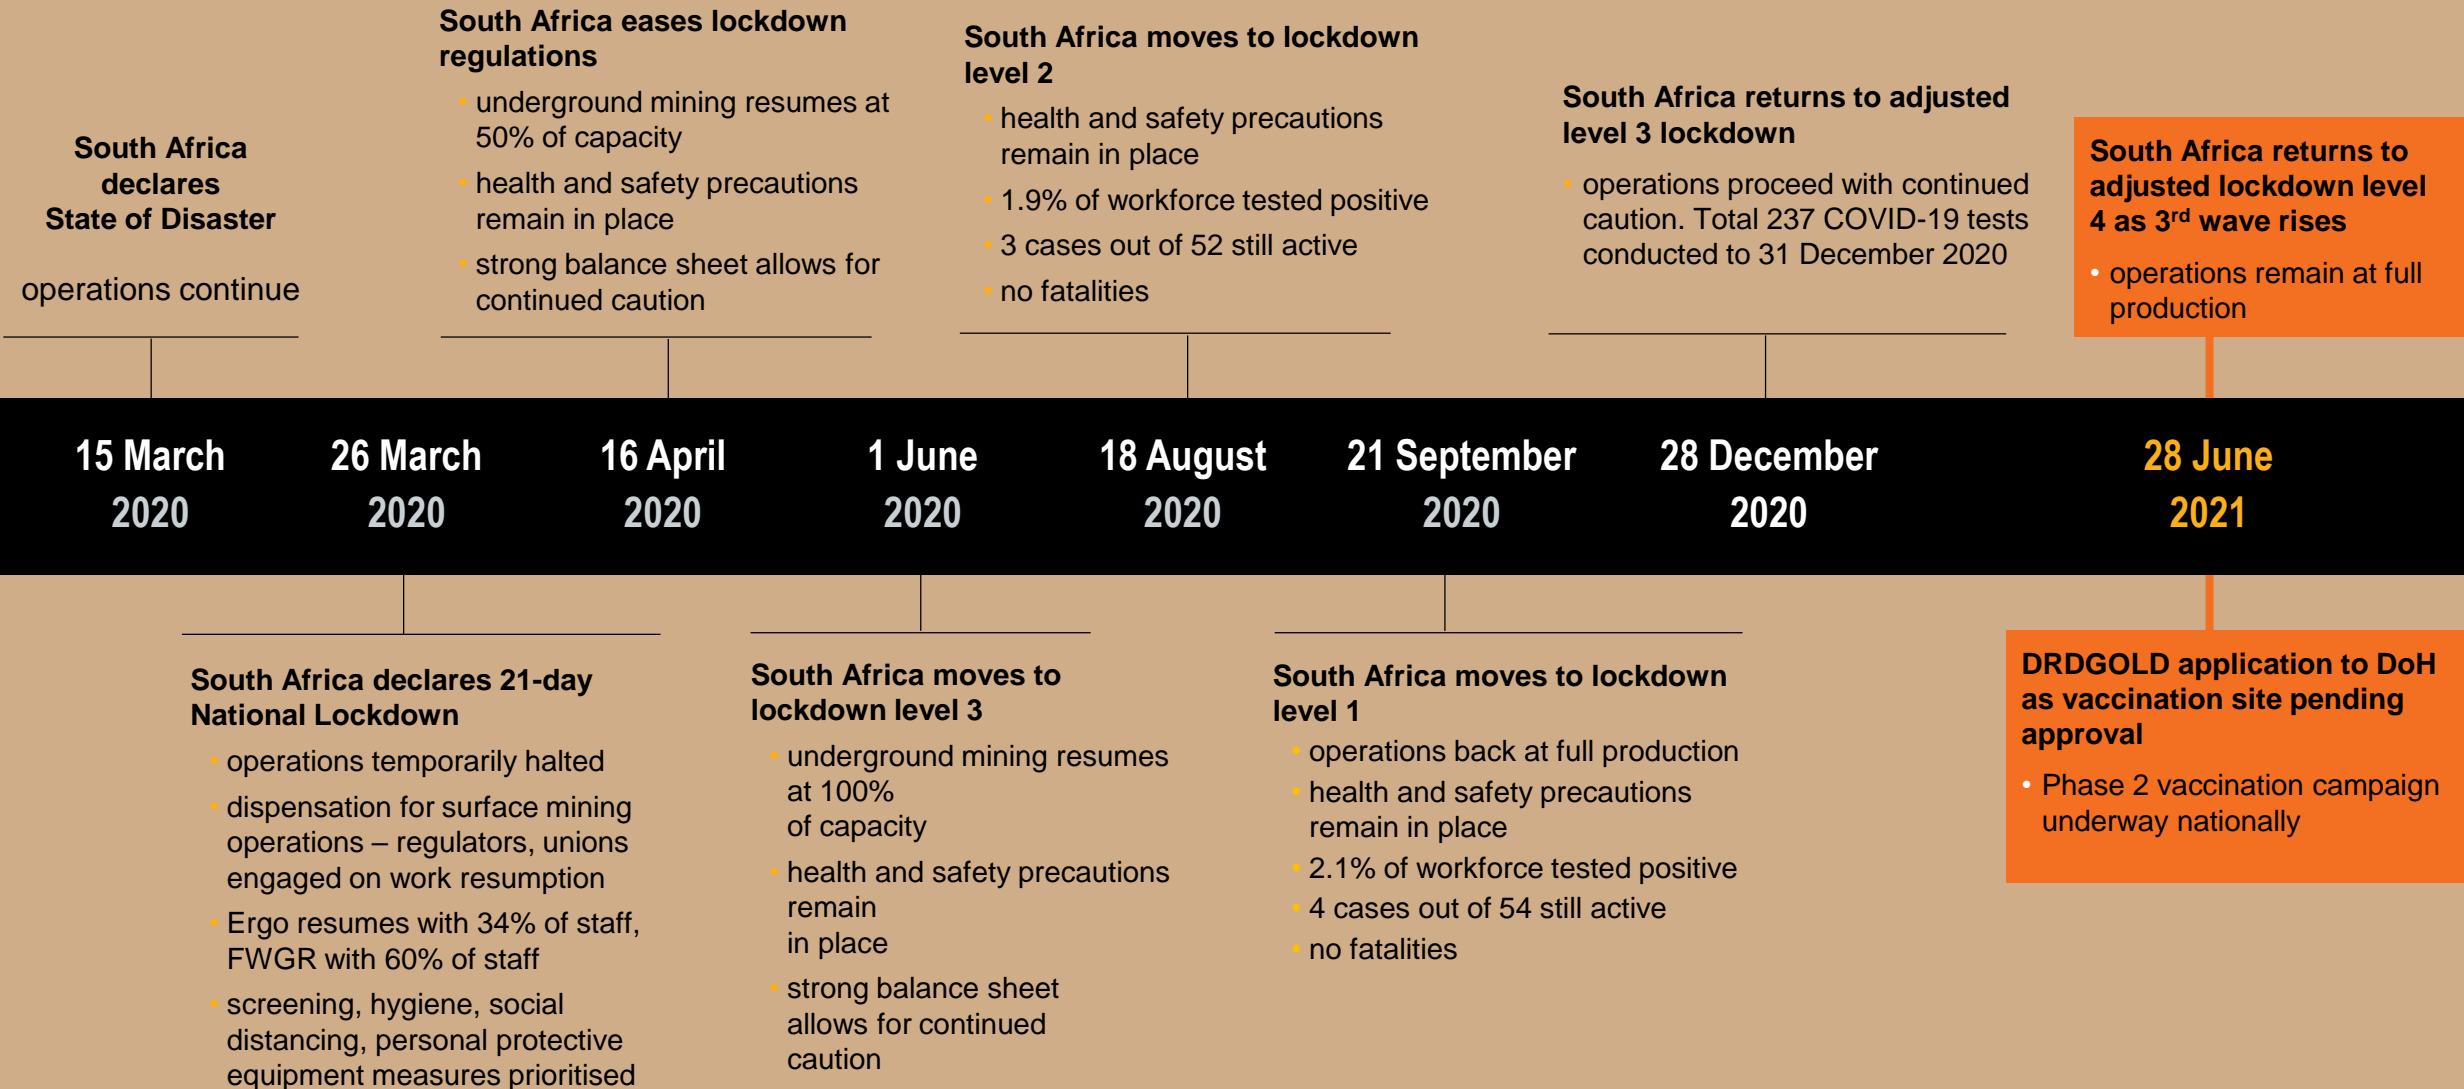 South Africa
declares
State of Disaster
operations continue
South Africa eases lockdown
regulations
• underground mining resumes at
50% of capacity
• health and safety precautions
remain in place
• strong balance sheet allows for
continued caution
South Africa moves to lockdown
level 2
• health and safety precautions
remain in place
• 1.9% of workforce tested positive
• 3 cases out of 52 still active
• no fatalities
South Africa returns to adjusted
level 3 lockdown
• operations proceed with continued
caution. Total 237 COVID-19 tests
conducted to 31 December 2020
South Africa returns to
adjusted lockdown level
4 as 3rd wave rises
• operations remain at full
production
15 March
2020
26 March
2020
16 April
2020
1 June
2020
18 August
2020
21 September
2020
28 December
2020
28 June
2021
South Africa declares 21-day
National Lockdown
• operations temporarily halted
• dispensation for surface mining
operations – regulators, unions
engaged on work resumption
• Ergo resumes with 34% of staff,
FWGR with 60% of staff
• screening, hygiene, social
distancing, personal protective
equipment measures prioritised
South Africa moves to
lockdown level 3
• underground mining resumes
at 100%
of capacity
• health and safety precautions
remain
in place
• strong balance sheet
allows for continued
caution
South Africa moves to lockdown
level 1
• operations back at full production
• health and safety precautions
remain in place
• 2.1% of workforce tested positive
• 4 cases out of 54 still active
• no fatalities
DRDGOLD application to DoH
as vaccination site pending
approval
• Phase 2 vaccination campaign
underway nationally